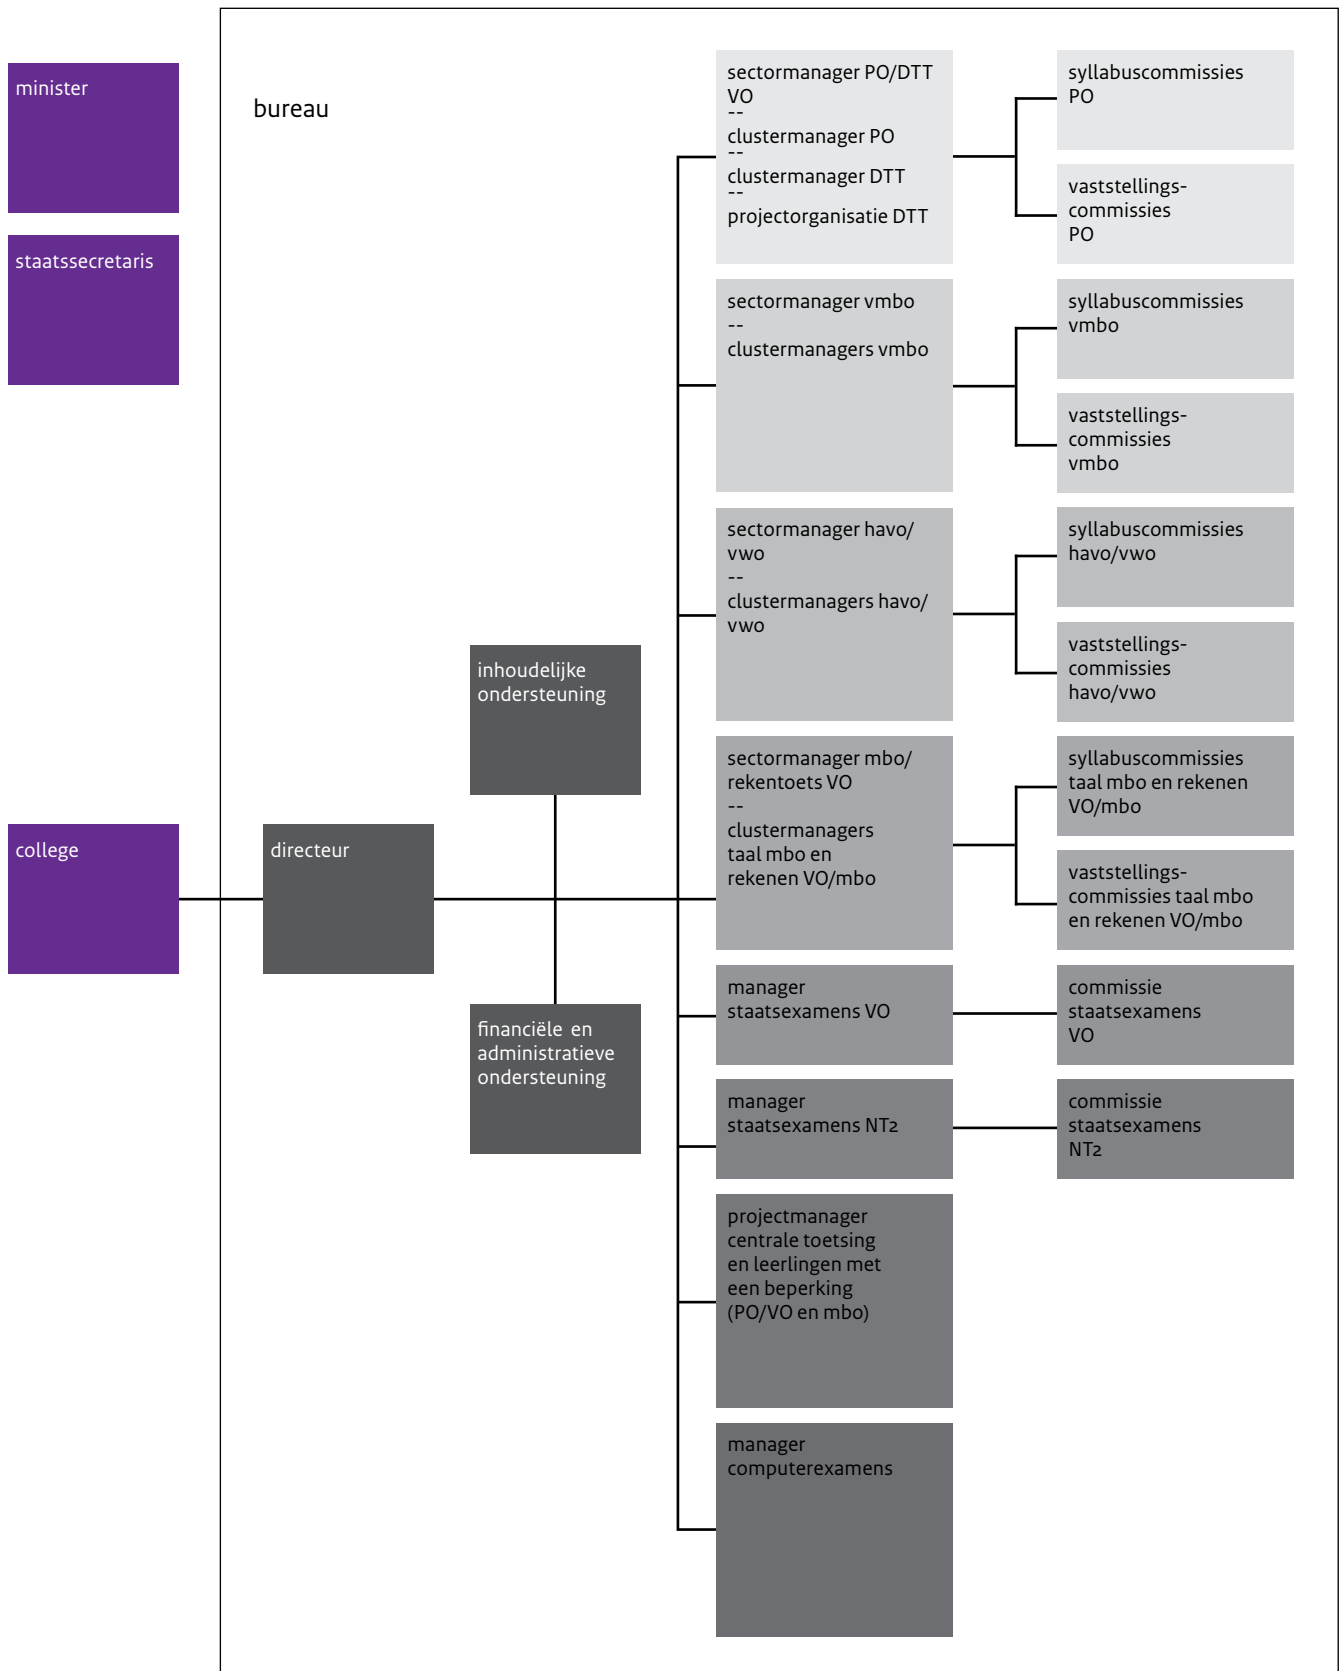 minister
staatssecretaris
college
bureau
directeur
inhoudelijke
ondersteuning
financiële en
administratieve
ondersteuning
sectormanager PO/DTT
VO
--
clustermanager PO
--
clustermanager DTT
--
projectorganisatie DTT
syllabuscommissies
PO
vaststellings-
commissies
PO
sectormanager vmbo
--
clustermanagers vmbo
syllabuscommissies
vmbo
vaststellings-
commissies
vmbo
sectormanager havo/
vwo
--
clustermanagers havo/
vwo
syllabuscommissies
havo/vwo
vaststellings-
commissies
havo/vwo
sectormanager mbo/
rekentoets VO
--
clustermanagers
taal mbo en
rekenen VO/mbo
syllabuscommissies
taal mbo en rekenen
VO/mbo
vaststellings-
commissies taal mbo
en rekenen VO/mbo
manager
staatsexamens VO
commissie
staatsexamens
VO
manager
staatsexamens NT2
commissie
staatsexamens
NT2
projectmanager
centrale toetsing
en leerlingen met
een beperking
(PO/VO en mbo)
manager
computerexamens